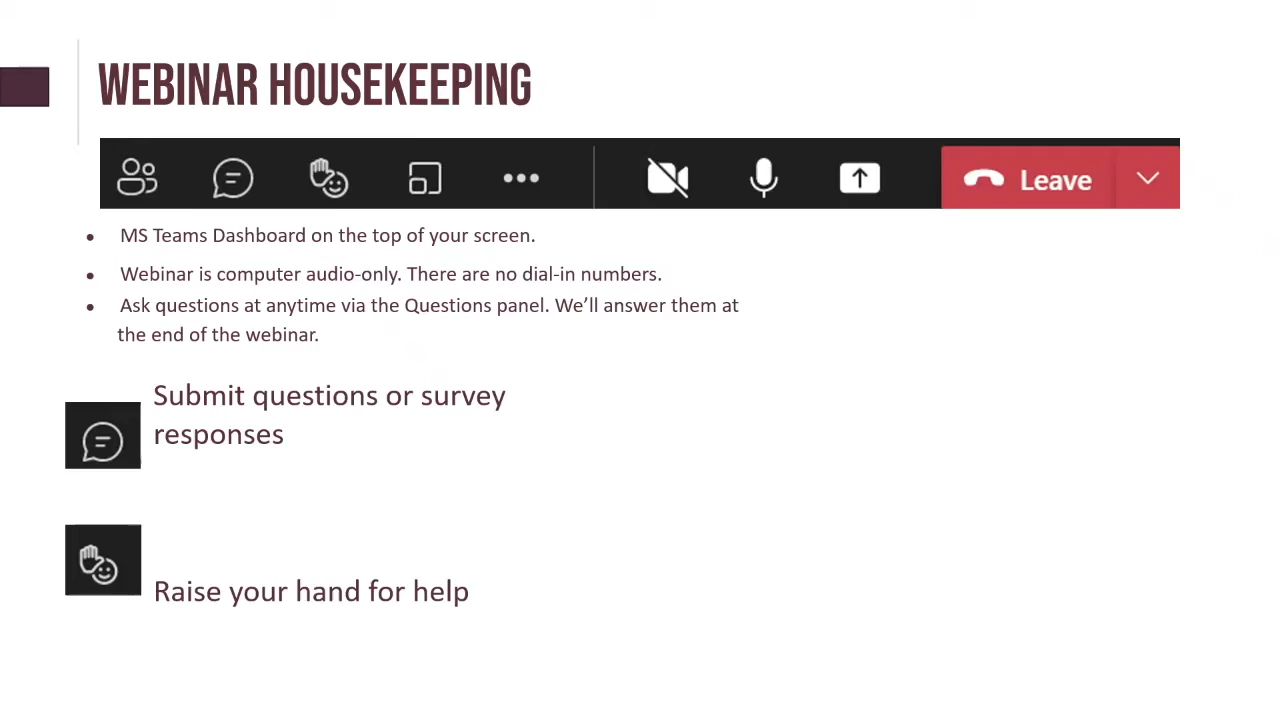 WEBINAR HOUSEKEEPING
Leave
• MS Teams Dashboard on the top of your screen.
• Webinar is computer audio-only. There are no dial-in numbers.
• Ask questions at anytime via the Questions panel. We’ll answer them at
the end of the webinar.
Submit questions or survey
responses
Raise your hand for help